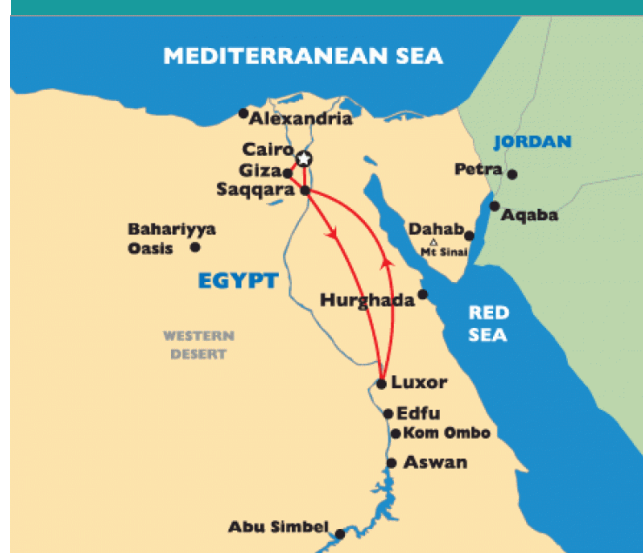 MEDITERRANEAN SEA
Alexandria
Cairo
Giza
Saqqara
JORDAN
Petra
Aqaba
Bahariyya
Oasis
Dahab
Mt Sinai
EGYPT
Hurghada
RED
SEA
WESTERN
DESERT
Luxor
Edfu
Kom Ombo
Aswan
Abu Simbel